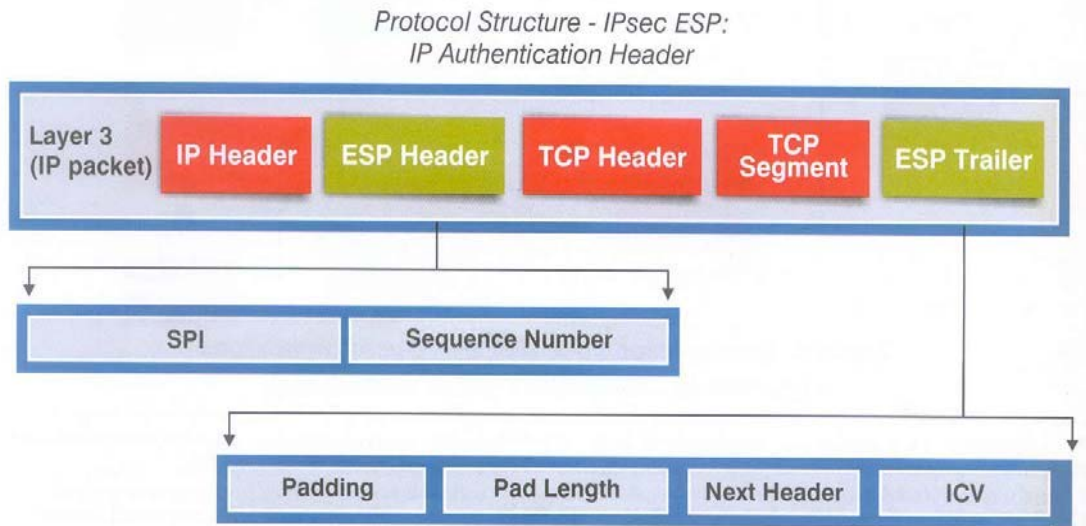 Protocol Structure - IPsec ESP:
IP Authentication Header
Layer 3
(IP packet)
IP Header
ESP Header
TCP Header
TCP
Segment
ESP Trailer
SPI
Sequence Number
Padding
Pad Length
Next Header
ICV